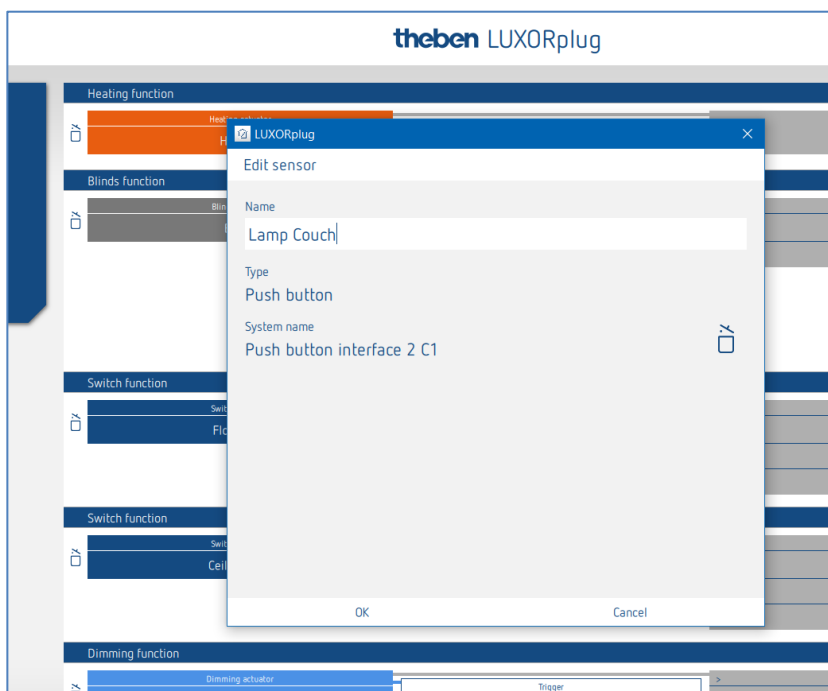 theben LUXORplug
Heating function
LUXORplug
Edit sensor
Blinds function
Name
Lamp Couch
Type
Push button
System name
Push button interface 2 C1
Switch function
Switch function
OK
Cancel
Dimming function
Dimming actuator
Trigger
>